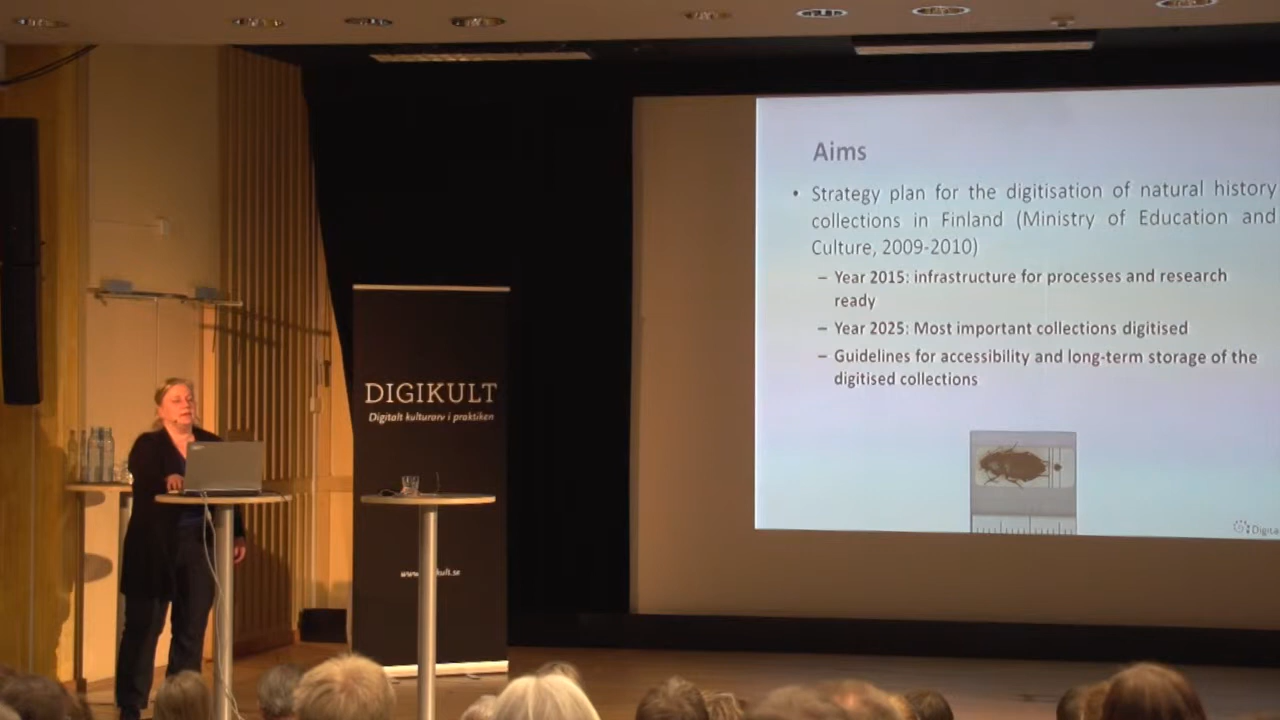 Aims
• Strategy plan for the digitisation of natural history
collections in Finland (Ministry of Education and
Culture, 2009-2010)
– Year 2015: infrastructure for processes and research
ready
– Year 2025: Most important collections digitised
– Guidelines for accessibility and long-term storage of the
digitised collections
DIGIKULT
Digitalt kulturarv i praktiken